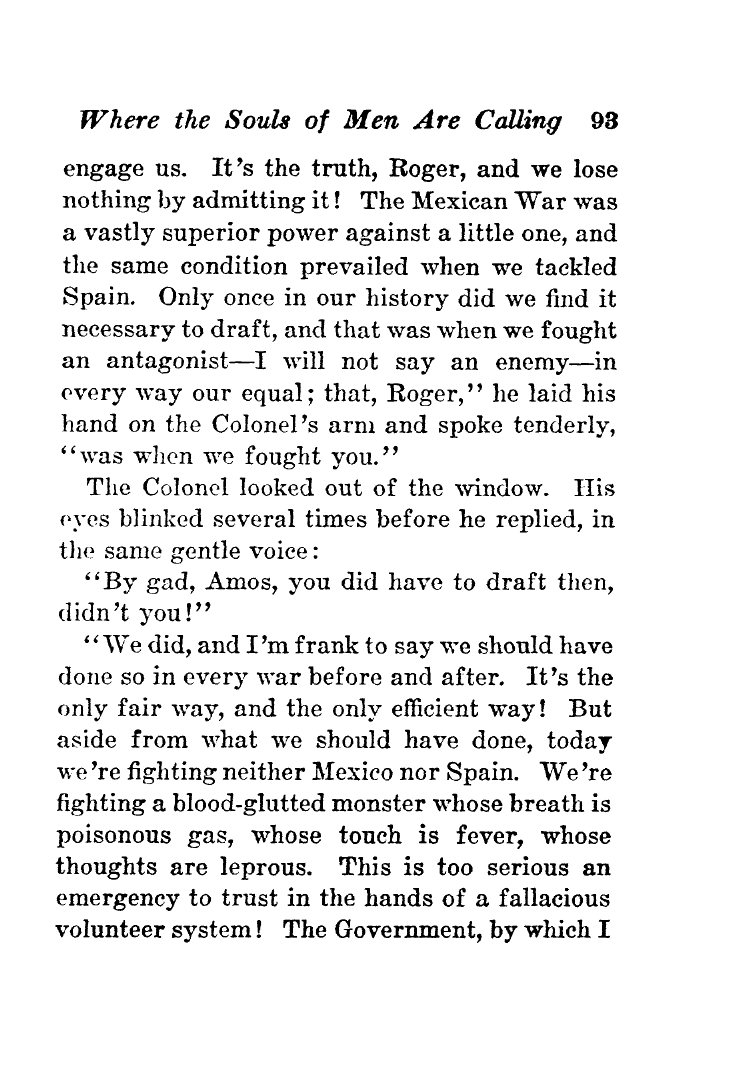 Where the Souls of Men Are Calling 93
engage us. It's the truth, Roger, and we lose
nothing by admitting it! The Mexican War was
a vastly superior power against a little one, and
the same condition prevailed when we tackled
Spain. Only once in our history did we find it
necessary to draft, and that was when we fought
an antagonist—I will not say an enemy—in
every way our equal; that, Roger,'' he laid his
hand on the Colonel's arm and spoke tenderly,
``was when we fought you.''
The Colonel looked out of the window. His
eyes blinked several times before he replied, in
the same gentle voice:
``By gad, Amos, you did have to draft then,
didn't you!''
``We did, and I'm frank to say we should have
done so in every war before and after. It's the
only fair way, and the only efficient way! But
aside from what we should have done, today
we're fighting neither Mexico nor Spain. We're
fighting a blood-glutted monster whose breath is
poisonous gas, whose touch is fever, whose
thoughts are leprous. This is too serious an
emergency to trust in the hands of a fallacious
volunteer system! The Government, by which I